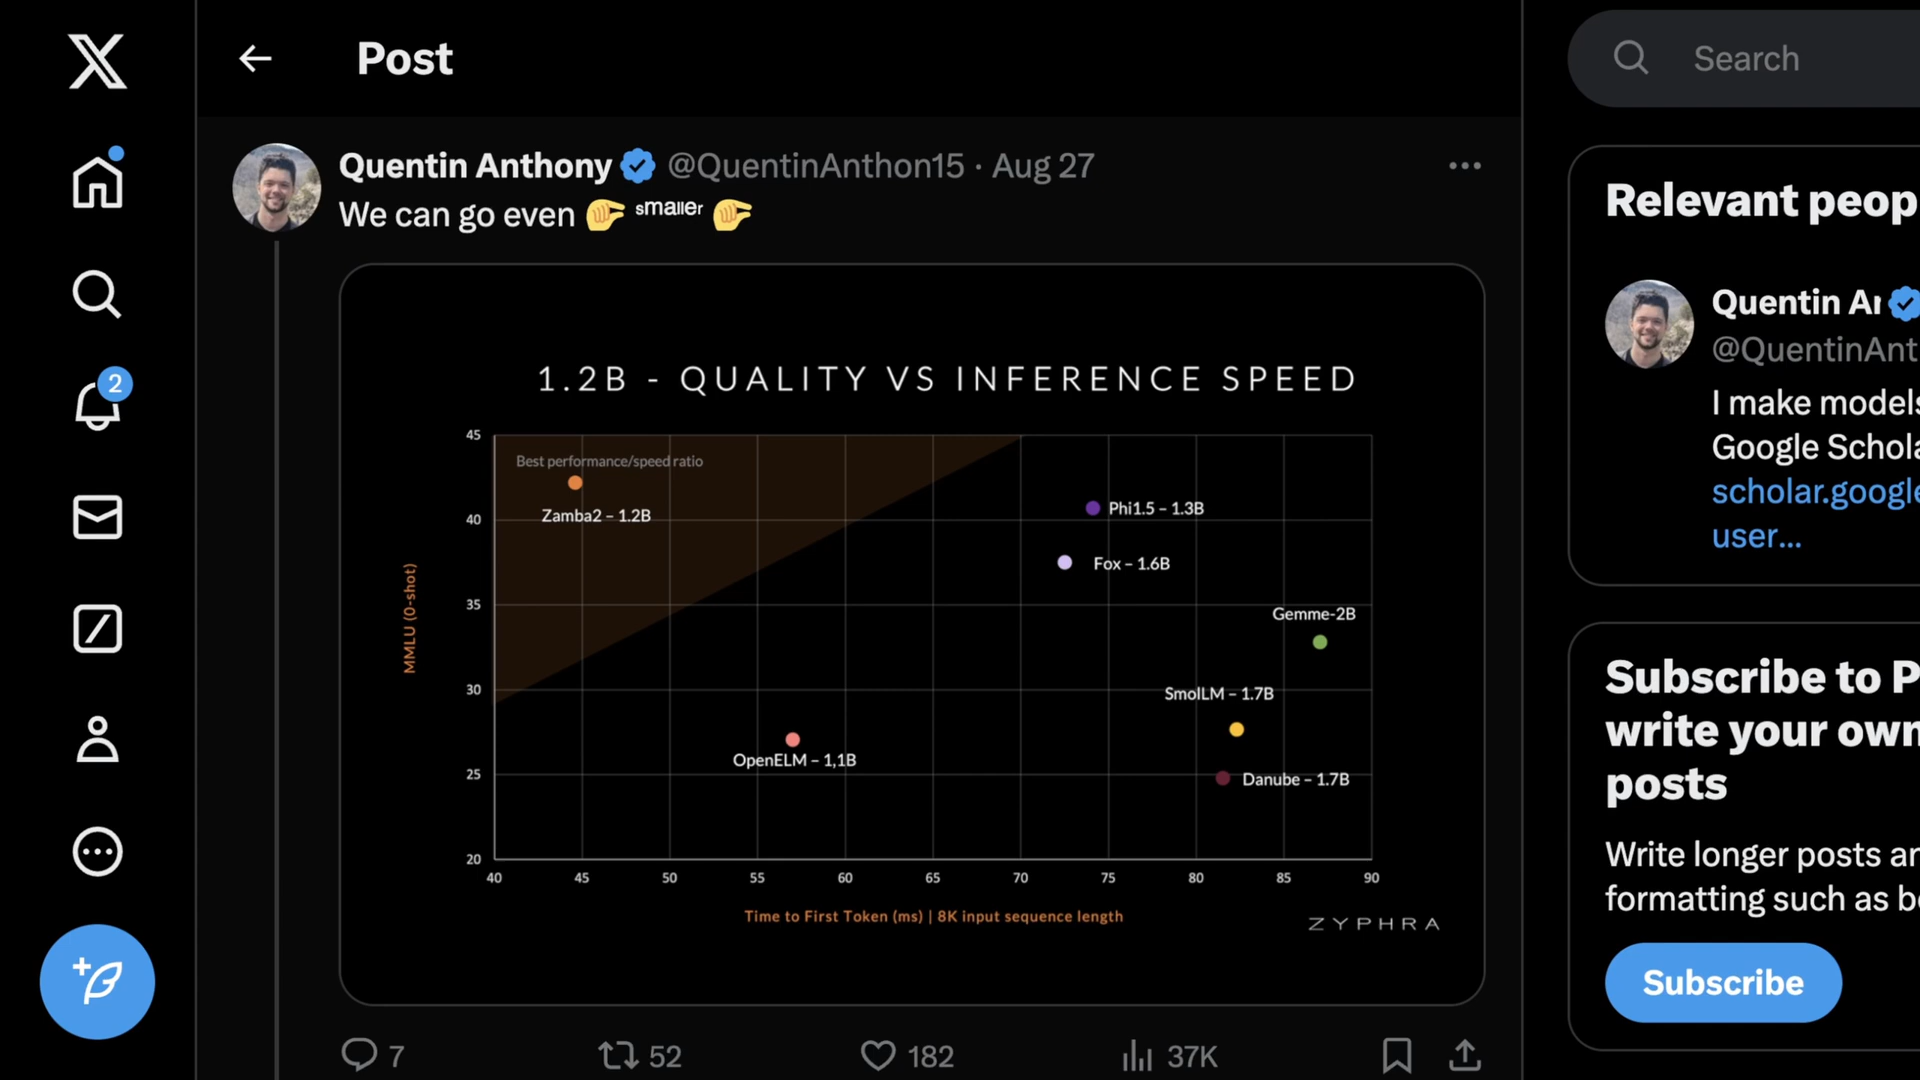 Post
Search
Quentin Anthony @QuentinAnthon15 · Aug 27
We can go even smaller
1.2B - QUALITY VS INFERENCE SPEED
45
40
35
30
25
20
MMLU (0-shot)
Best performance/speed ratio
Zamba2 – 1.2B
Phi1.5 – 1.3B
Fox – 1.6B
Gemme-2B
SmolLM – 1.7B
OpenELM – 1,1B
Danube – 1.7B
40 45 50 55 60 65 70 75 80 85 90
Time to First Token (ms) | 8K input sequence length
ZYPHRA
7 52 182 37K
2
Relevant peop
Quentin Ar
@QuentinAnt
I make models
Google Schola
scholar.google
user...
Subscribe to P
write your own
posts
Write longer posts an
formatting such as bo
Subscribe